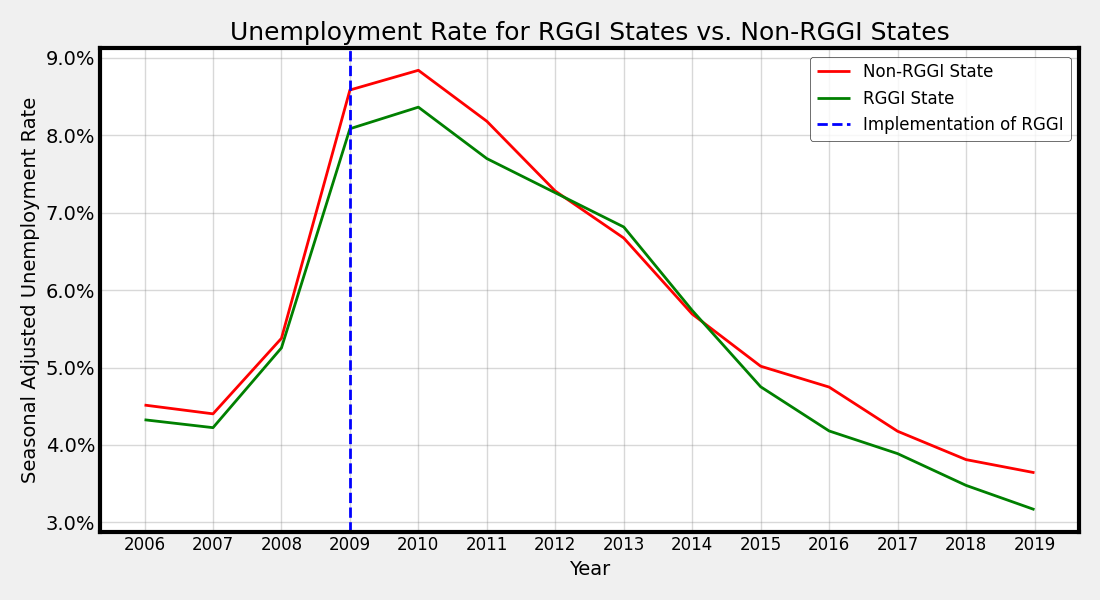 Unemployment Rate for RGGI States vs. Non-RGGI States
Seasonal Adjusted Unemployment Rate
9.0%
8.0%
7.0%
6.0%
5.0%
4.0%
3.0%
Non-RGGI State
RGGI State
Implementation of RGGI
2006 2007 2008 2009 2010 2011 2012 2013 2014 2015 2016 2017 2018 2019
Year